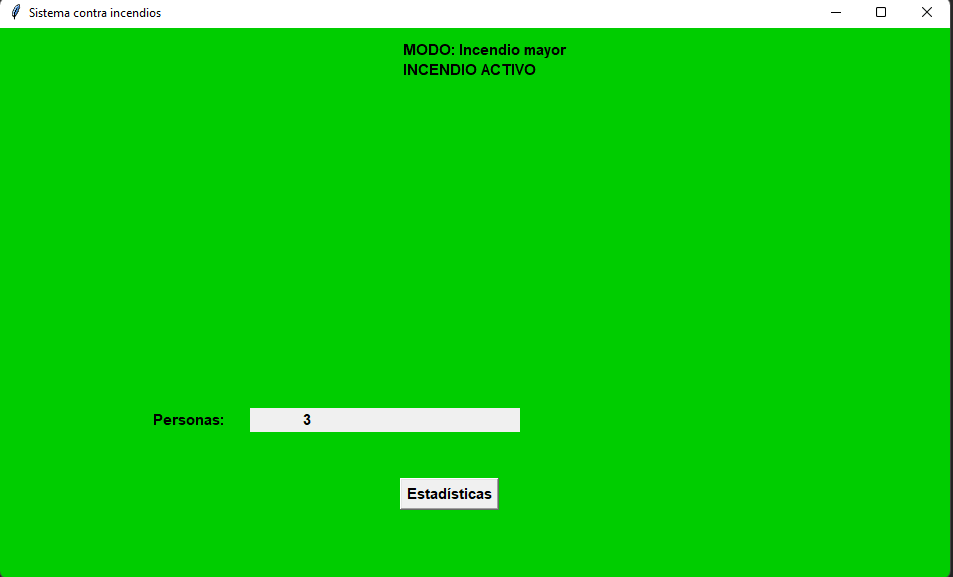 Sistema contra incendios
MODO: Incendio mayor
INCENDIO ACTIVO
Personas: 3
Estadísticas